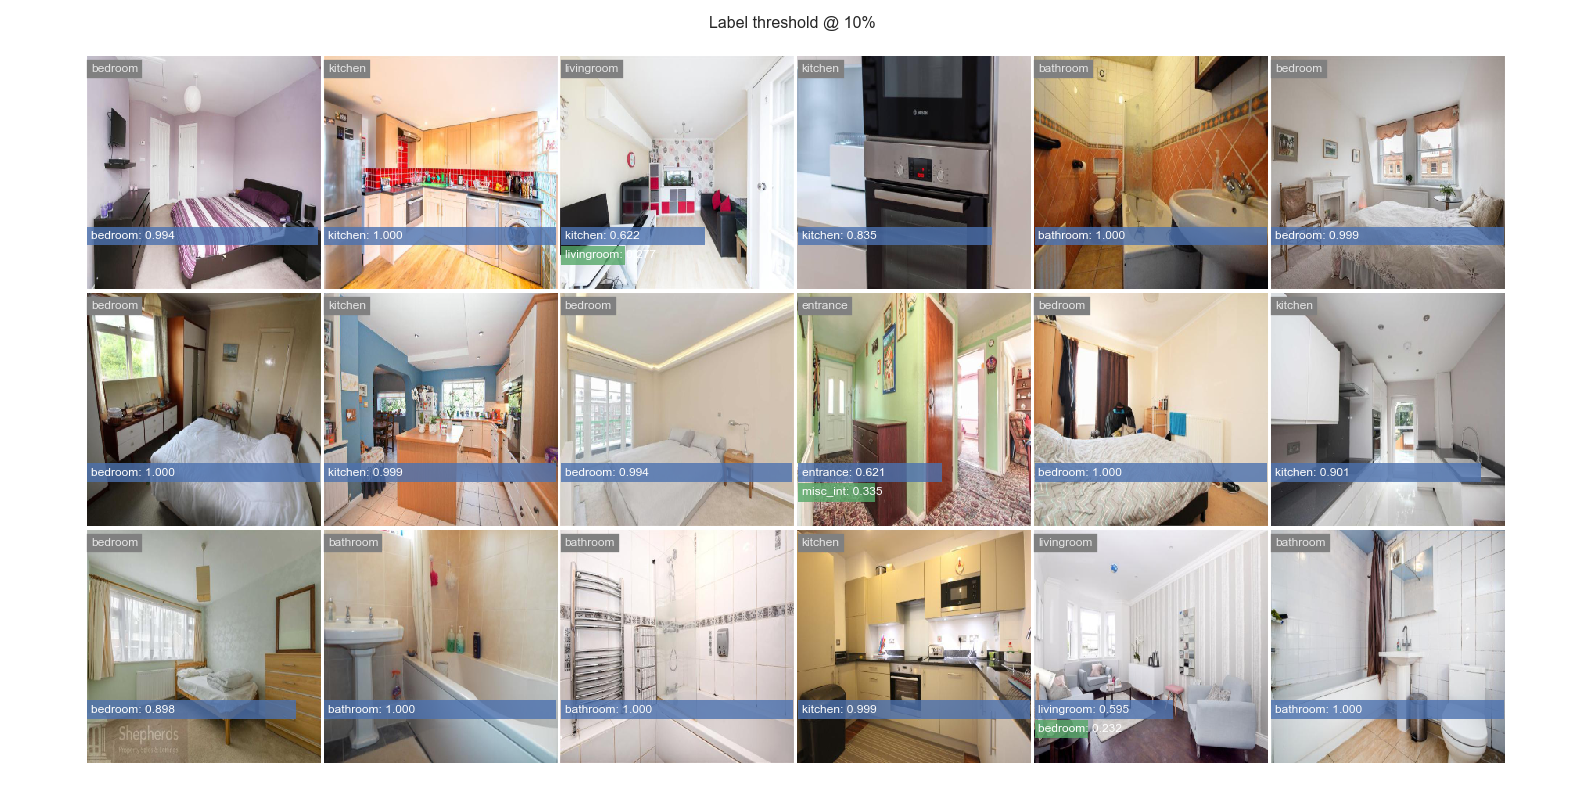 Label threshold @ 10%
bedroom
bedroom: 0.994
kitchen
kitchen: 1.000
livingroom
kitchen: 0.622
livingroom:
kitchen
kitchen: 0.835
bathroom
bathroom: 1.000
bedroom
bedroom: 0.999
bedroom
bedroom: 1.000
kitchen
kitchen: 0.999
bedroom
bedroom: 0.994
entrance
entrance: 0.621
misc_int: 0.335
bedroom
bedroom: 1.000
kitchen
kitchen: 0.901
bedroom
bedroom: 0.898
Shepherds
bathroom
bathroom: 1.000
bathroom
bathroom: 1.000
kitchen
kitchen: 0.999
livingroom
livingroom: 0.595
bedroom: 0.232
bathroom
bathroom: 1.000